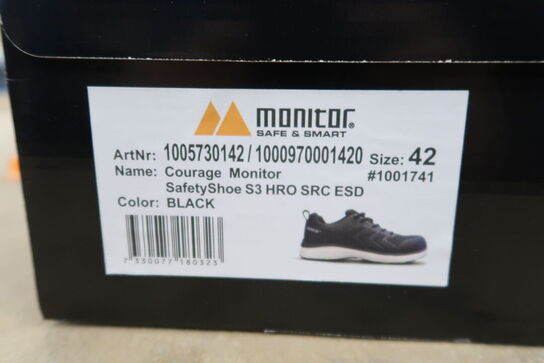 monitor®
SAFE & SMART
ArtNr: 1005730142 / 1000970001420 Size: 42
Name: Courage Monitor #1001741
SafetyShoe S3 HRO SRC ESD
Color: BLACK
7 330077 180323